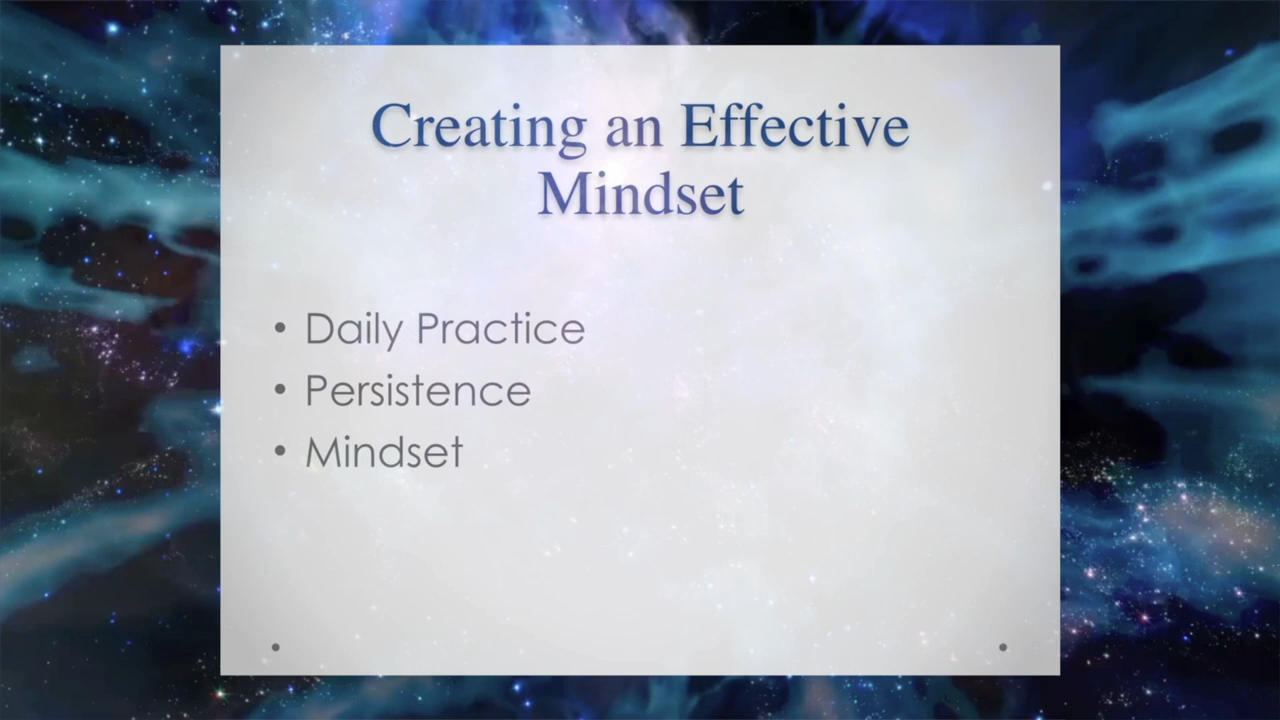 Creating an Effective
Mindset
• Daily Practice
• Persistence
• Mindset